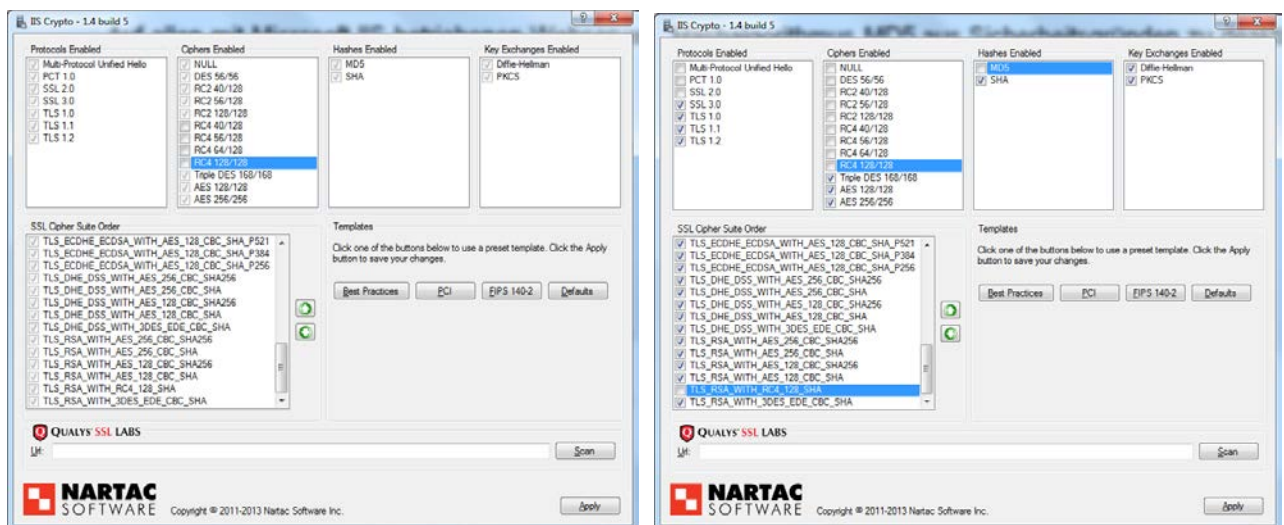 IIS Crypto - 1.4 build 5
Protocols Enabled
Multi-Protocol Unified Hello
PCT 1.0
SSL 2.0
SSL 3.0
TLS 1.0
TLS 1.1
TLS 1.2
Ciphers Enabled
NULL
DES 56/56
RC2 40/128
RC2 56/128
RC2 128/128
RC4 40/128
RC4 56/128
RC4 64/128
RC4 128/128
Triple DES 168/168
AES 128/128
AES 256/256
Hashes Enabled
MD5
SHA
Key Exchanges Enabled
Diffie-Hellman
PKCS
SSL Cipher Suite Order
TLS_ECDHE_ECDSA_WITH_AES_128_CBC_SHA_P521
TLS_ECDHE_ECDSA_WITH_AES_128_CBC_SHA_P384
TLS_ECDHE_ECDSA_WITH_AES_128_CBC_SHA_P256
TLS_DHE_DSS_WITH_AES_256_CBC_SHA256
TLS_DHE_DSS_WITH_AES_256_CBC_SHA
TLS_DHE_DSS_WITH_AES_128_CBC_SHA256
TLS_DHE_DSS_WITH_AES_128_CBC_SHA
TLS_DHE_DSS_WITH_3DES_EDE_CBC_SHA
TLS_RSA_WITH_AES_256_CBC_SHA256
TLS_RSA_WITH_AES_256_CBC_SHA
TLS_RSA_WITH_AES_128_CBC_SHA256
TLS_RSA_WITH_AES_128_CBC_SHA
TLS_RSA_WITH_RC4_128_SHA
TLS_RSA_WITH_3DES_EDE_CBC_SHA
Templates
Click one of the buttons below to use a preset template. Click the Apply
button to save your changes.
Best Practices
PCI
FIPS 140-2
Defaults
QUALYS' SSL LABS
Url:
Scan
NARTAC
SOFTWARE
Copyright © 2011-2013 Nartac Software Inc.
Apply
IIS Crypto - 1.4 build 5
Protocols Enabled
Multi-Protocol Unified Hello
PCT 1.0
SSL 2.0
SSL 3.0
TLS 1.0
TLS 1.1
TLS 1.2
Ciphers Enabled
NULL
DES 56/56
RC2 40/128
RC2 56/128
RC2 128/128
RC4 40/128
RC4 56/128
RC4 64/128
RC4 128/128
Triple DES 168/168
AES 128/128
AES 256/256
Hashes Enabled
MD5
SHA
Key Exchanges Enabled
Diffie-Hellman
PKCS
SSL Cipher Suite Order
TLS_ECDHE_ECDSA_WITH_AES_128_CBC_SHA_P521
TLS_ECDHE_ECDSA_WITH_AES_128_CBC_SHA_P384
TLS_ECDHE_ECDSA_WITH_AES_128_CBC_SHA_P256
TLS_DHE_DSS_WITH_AES_256_CBC_SHA256
TLS_DHE_DSS_WITH_AES_256_CBC_SHA
TLS_DHE_DSS_WITH_AES_128_CBC_SHA256
TLS_DHE_DSS_WITH_AES_128_CBC_SHA
TLS_DHE_DSS_WITH_3DES_EDE_CBC_SHA
TLS_RSA_WITH_AES_256_CBC_SHA256
TLS_RSA_WITH_AES_256_CBC_SHA
TLS_RSA_WITH_AES_128_CBC_SHA256
TLS_RSA_WITH_AES_128_CBC_SHA
TLS_RSA_WITH_RC4_128_SHA
TLS_RSA_WITH_3DES_EDE_CBC_SHA
Templates
Click one of the buttons below to use a preset template. Click the Apply
button to save your changes.
Best Practices
PCI
FIPS 140-2
Defaults
QUALYS' SSL LABS
Url:
Scan
NARTAC
SOFTWARE
Copyright © 2011-2013 Nartac Software Inc.
Apply